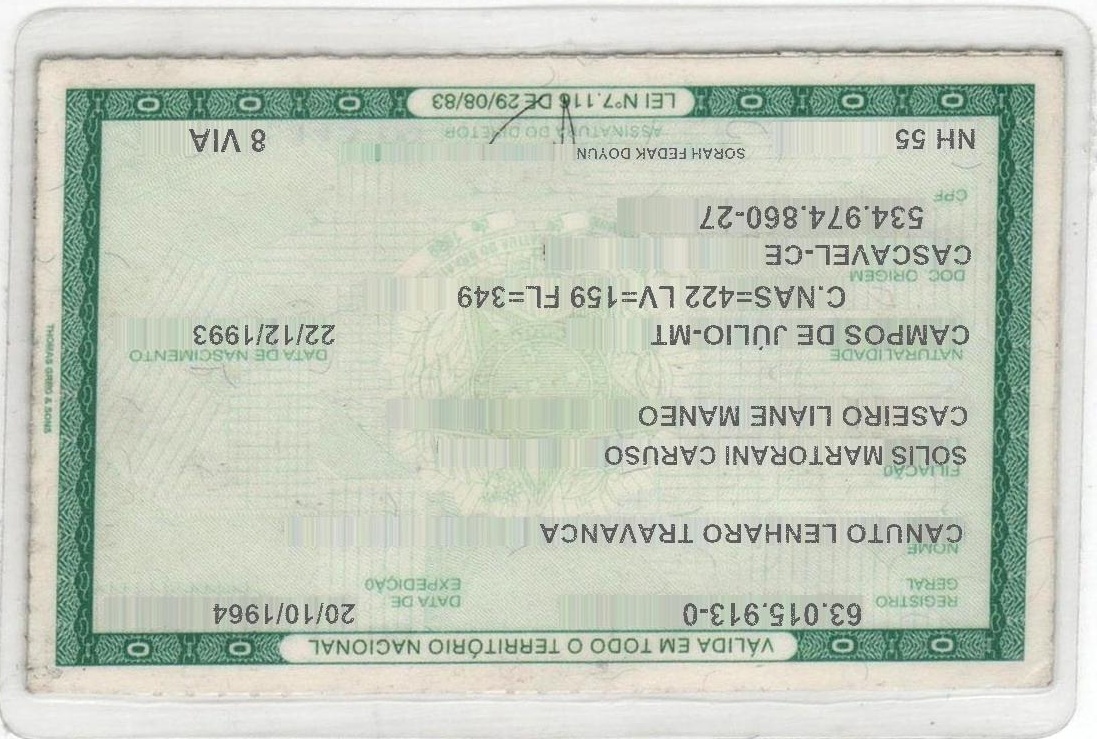 VÁLIDA EM TODO O TERRITÓRIO NACIONAL
REGISTRO GERAL 63.015.913-0 DATA DE EXPEDIÇÃO 20/10/1964
NOME CANUTO LENHARO TRAVANCA
FILIAÇÃO
SOLIS MARTORANI CARUSO
CASEIRO LIANE MANEO
NATURALIDADE DATA DE NASCIMENTO
CAMPOS DE JÚLIO-MT 22/12/1993
C.NAS=422 LV=159 FL=349
DOC. ORIGEM
CASCAVEL-CE
534.974.860-27
CPF
SORAH FEDAK DOYUN
NH 55 ASSINATURA DO DIRETOR 8 VIA
LEI Nº7.116 DE 29/08/83
THOMAS GREG & SONS